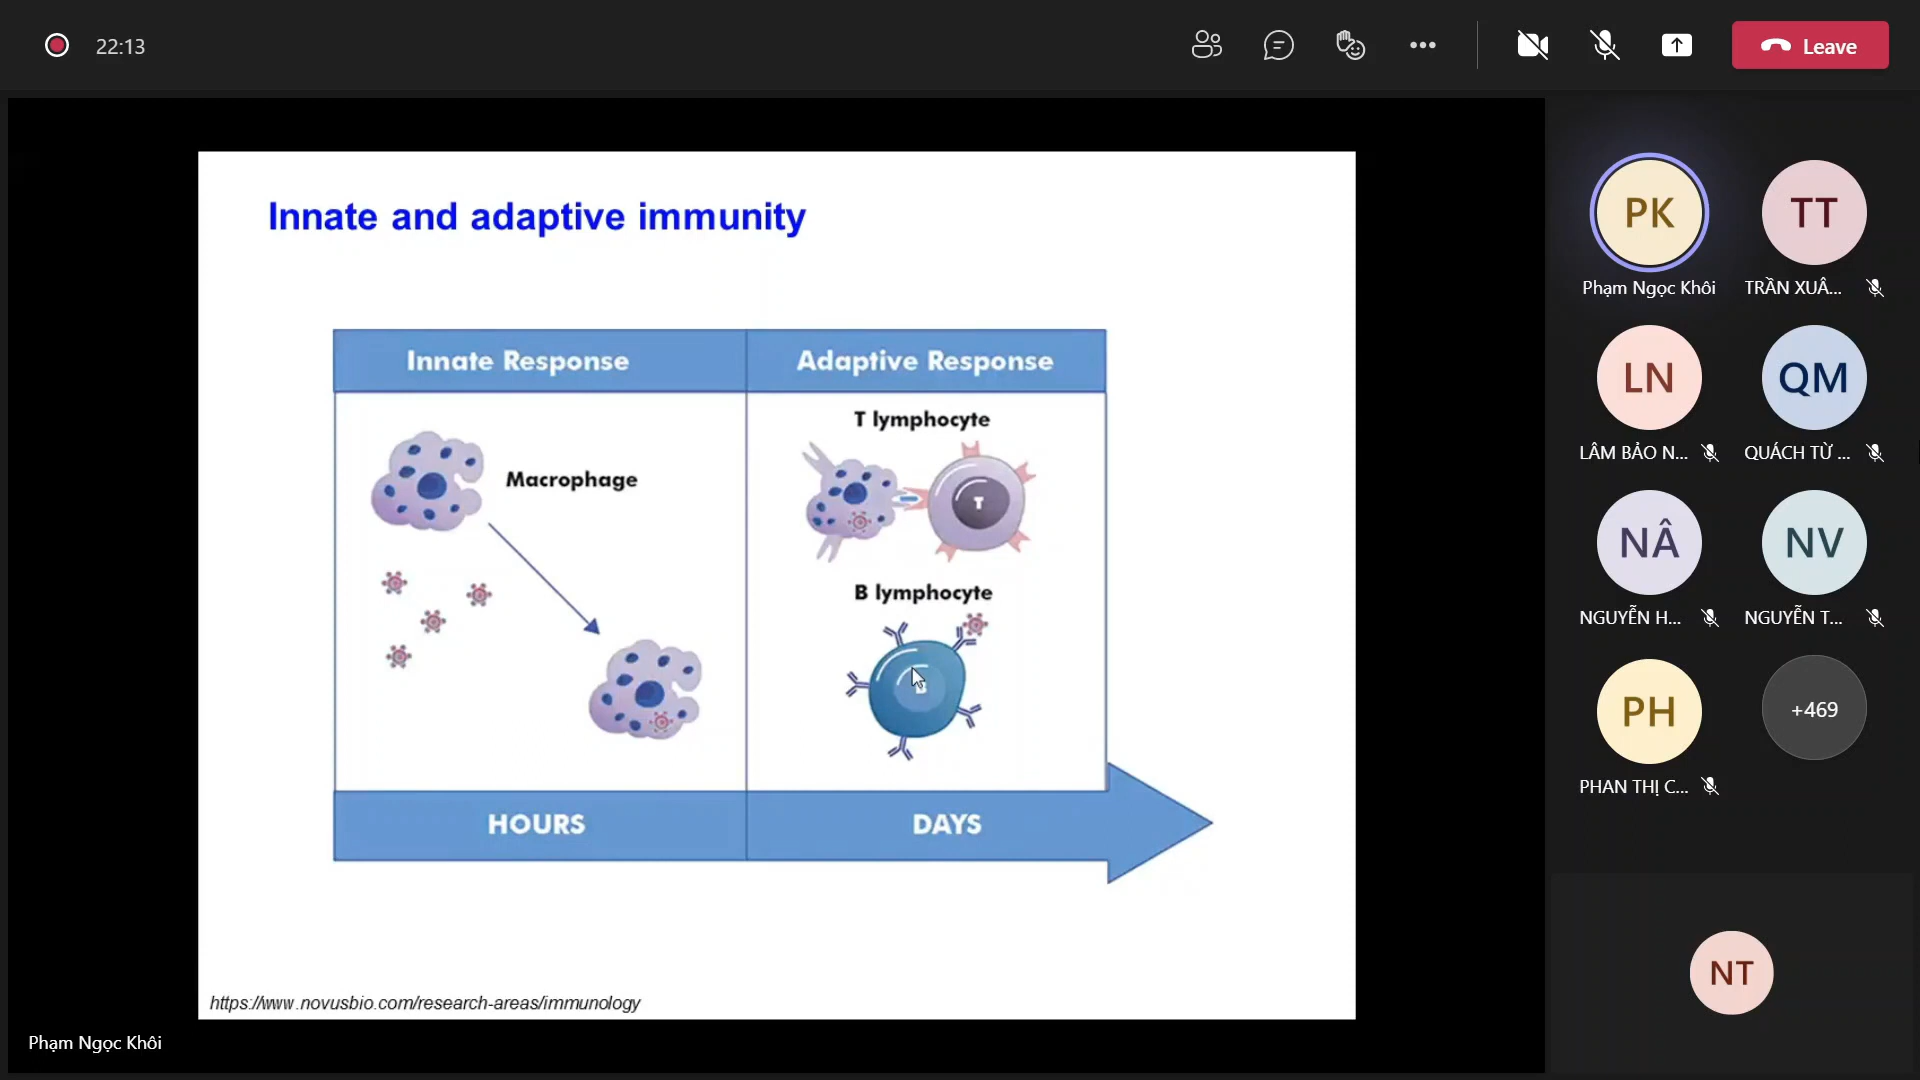 22:13
Leave
Innate and adaptive immunity
Innate Response
Adaptive Response
Macrophage
T lymphocyte
T
B lymphocyte
B
HOURS
DAYS
https://www.novusbio.com/research-areas/immunology
Phạm Ngọc Khôi
PK
Phạm Ngọc Khôi
TT
TRẦN XUÂ...
LN
LÂM BẢO N...
QM
QUÁCH TỪ ...
NÂ
NGUYỄN H...
NV
NGUYỄN T...
PH
PHAN THỊ C...
+469
NT